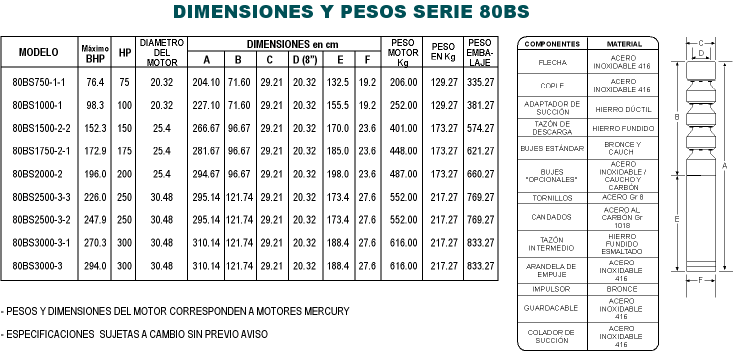 DIMENSIONES Y PESOS SERIE 80BS
MODELO Máximo BHP HP DIAMETRO DEL MOTOR DIMENSIONES en cm PESO MOTOR Kg PESO EN Kg PESO EMBA- LAJE
A B C D (8") E F
80BS750-1-1 76.4 75 20.32 204.10 71.60 29.21 20.32 132.5 19.2 206.00 129.27 335.27
80BS1000-1 98.3 100 20.32 227.10 71.60 29.21 20.32 155.5 19.2 252.00 129.27 381.27
80BS1500-2-2 152.3 150 25.4 266.67 96.67 29.21 20.32 170.0 23.6 401.00 173.27 574.27
80BS1750-2-1 172.9 175 25.4 281.67 96.67 29.21 20.32 185.0 23.6 448.00 173.27 621.27
80BS2000-2 196.0 200 25.4 294.67 96.67 29.21 20.32 198.0 23.6 487.00 173.27 660.27
80BS2500-3-3 226.0 250 30.48 295.14 121.74 29.21 20.32 173.4 27.6 552.00 217.27 769.27
80BS2500-3-2 247.9 250 30.48 295.14 121.74 29.21 20.32 173.4 27.6 552.00 217.27 769.27
80BS3000-3-1 270.3 300 30.48 310.14 121.74 29.21 20.32 188.4 27.6 616.00 217.27 833.27
80BS3000-3 294.0 300 30.48 310.14 121.74 29.21 20.32 188.4 27.6 616.00 217.27 833.27
- PESOS Y DIMENSIONES DEL MOTOR CORRESPONDEN A MOTORES MERCURY
- ESPECIFICACIONES SUJETAS A CAMBIO SIN PREVIO AVISO
COMPONENTES MATERIAL
FLECHA ACERO INOXIDABLE 416
COPLE ACERO INOXIDABLE 416
ADAPTADOR DE SUCCIÓN HIERRO DÚCTIL
TAZÓN DE DESCARGA HIERRO FUNDIDO
BUJES ESTÁNDAR BRONCE Y CAUCH
BUJES "OPCIONALES" ACERO INOXIDABLE / CAUCHO Y CARBÓN
TORNILLOS ACERO Gr 8
CANDADOS ACERO AL CARBÓN Gr 1018
TAZÓN INTERMEDIO HIERRO FUNDIDO ESMALTADO
ARANDELA DE EMPUJE ACERO INOXIDABLE 416
IMPULSOR BRONCE
GUARDACABLE ACERO INOXIDABLE 416
COLADOR DE SUCCIÓN ACERO INOXIDABLE 416
C
D
B
A
E
F